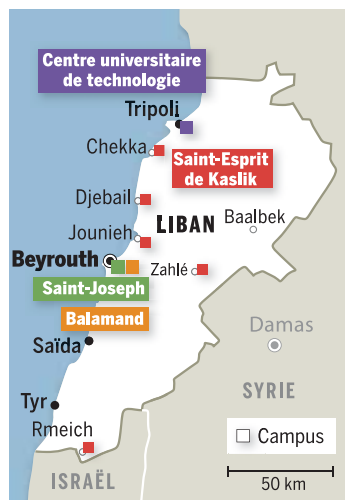 Centre universitaire
de technologie
Tripoli
Chekka
Saint-Esprit
de Kaslik
Djebail
LIBAN
Baalbek
Jounieh
Beyrouth
Zahlé
Saint-Joseph
Balamand
Damas
Saïda
SYRIE
Tyr
Rmeich
Campus
ISRAËL
50 km